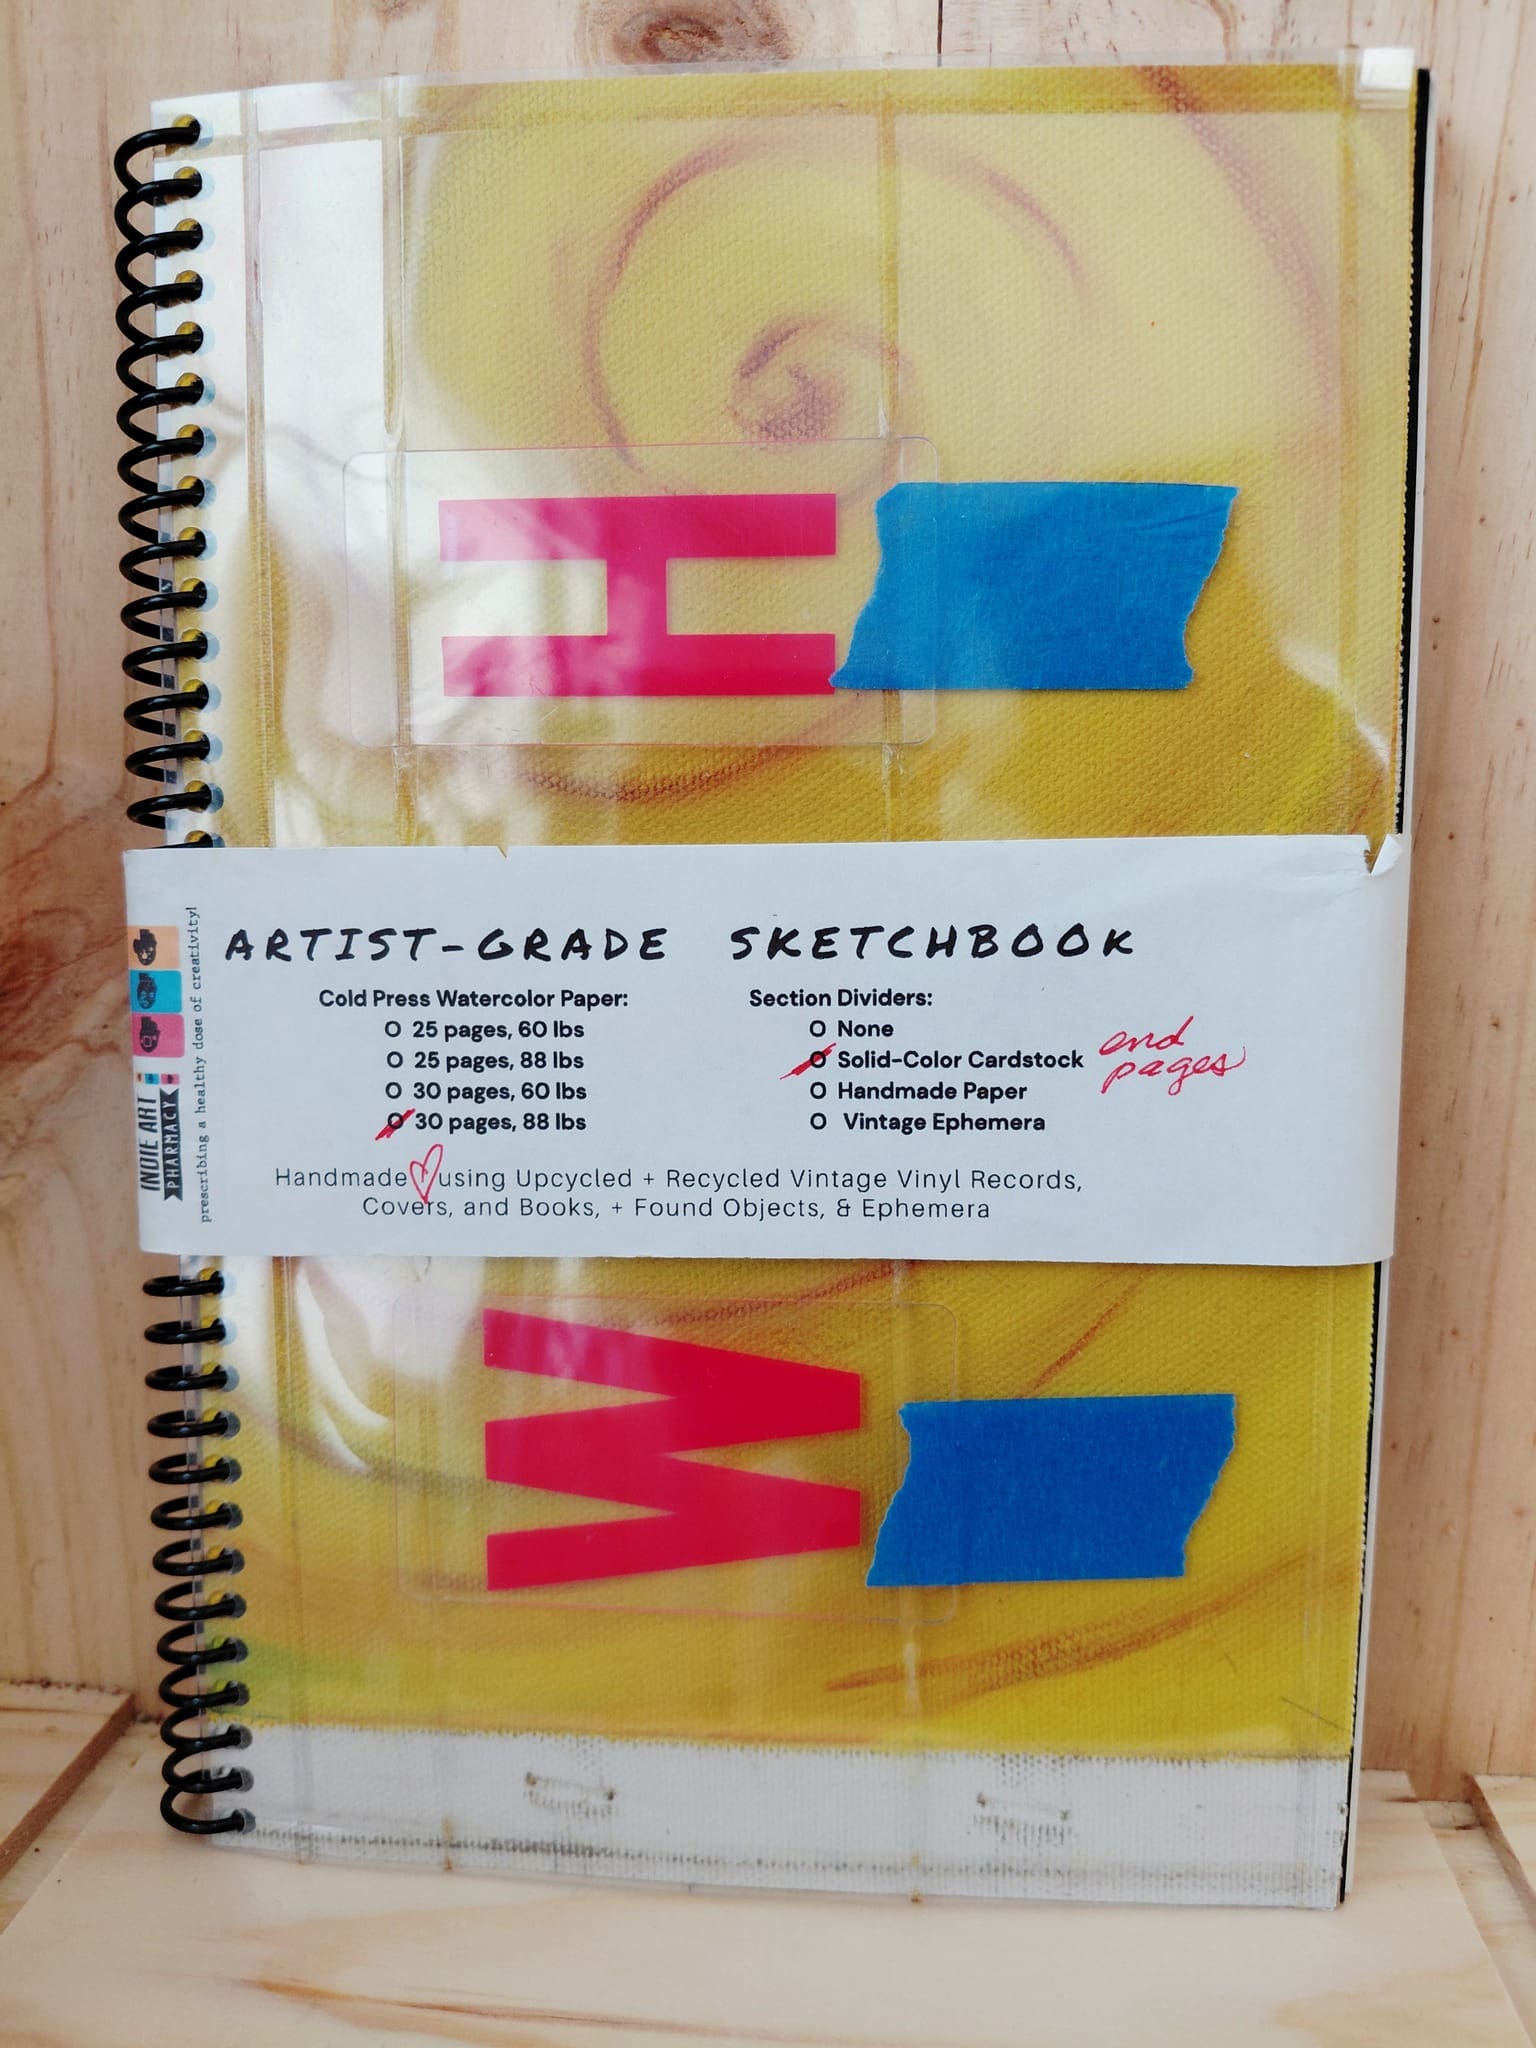 H
ARTIST-GRADE SKETCHBOOK
Cold Press Watercolor Paper:
O 25 pages, 60 lbs
O 25 pages, 88 lbs
O 30 pages, 60 lbs
O 30 pages, 88 lbs
Section Dividers:
O None
O Solid-Color Cardstock
O Handmade Paper
O Vintage Ephemera
end
pages
Handmade using Upcycled + Recycled Vintage Vinyl Records,
Covers, and Books, + Found Objects, & Ephemera
INDIE ART
PHARMACY
prescribing a healthy dose of creativity!
W